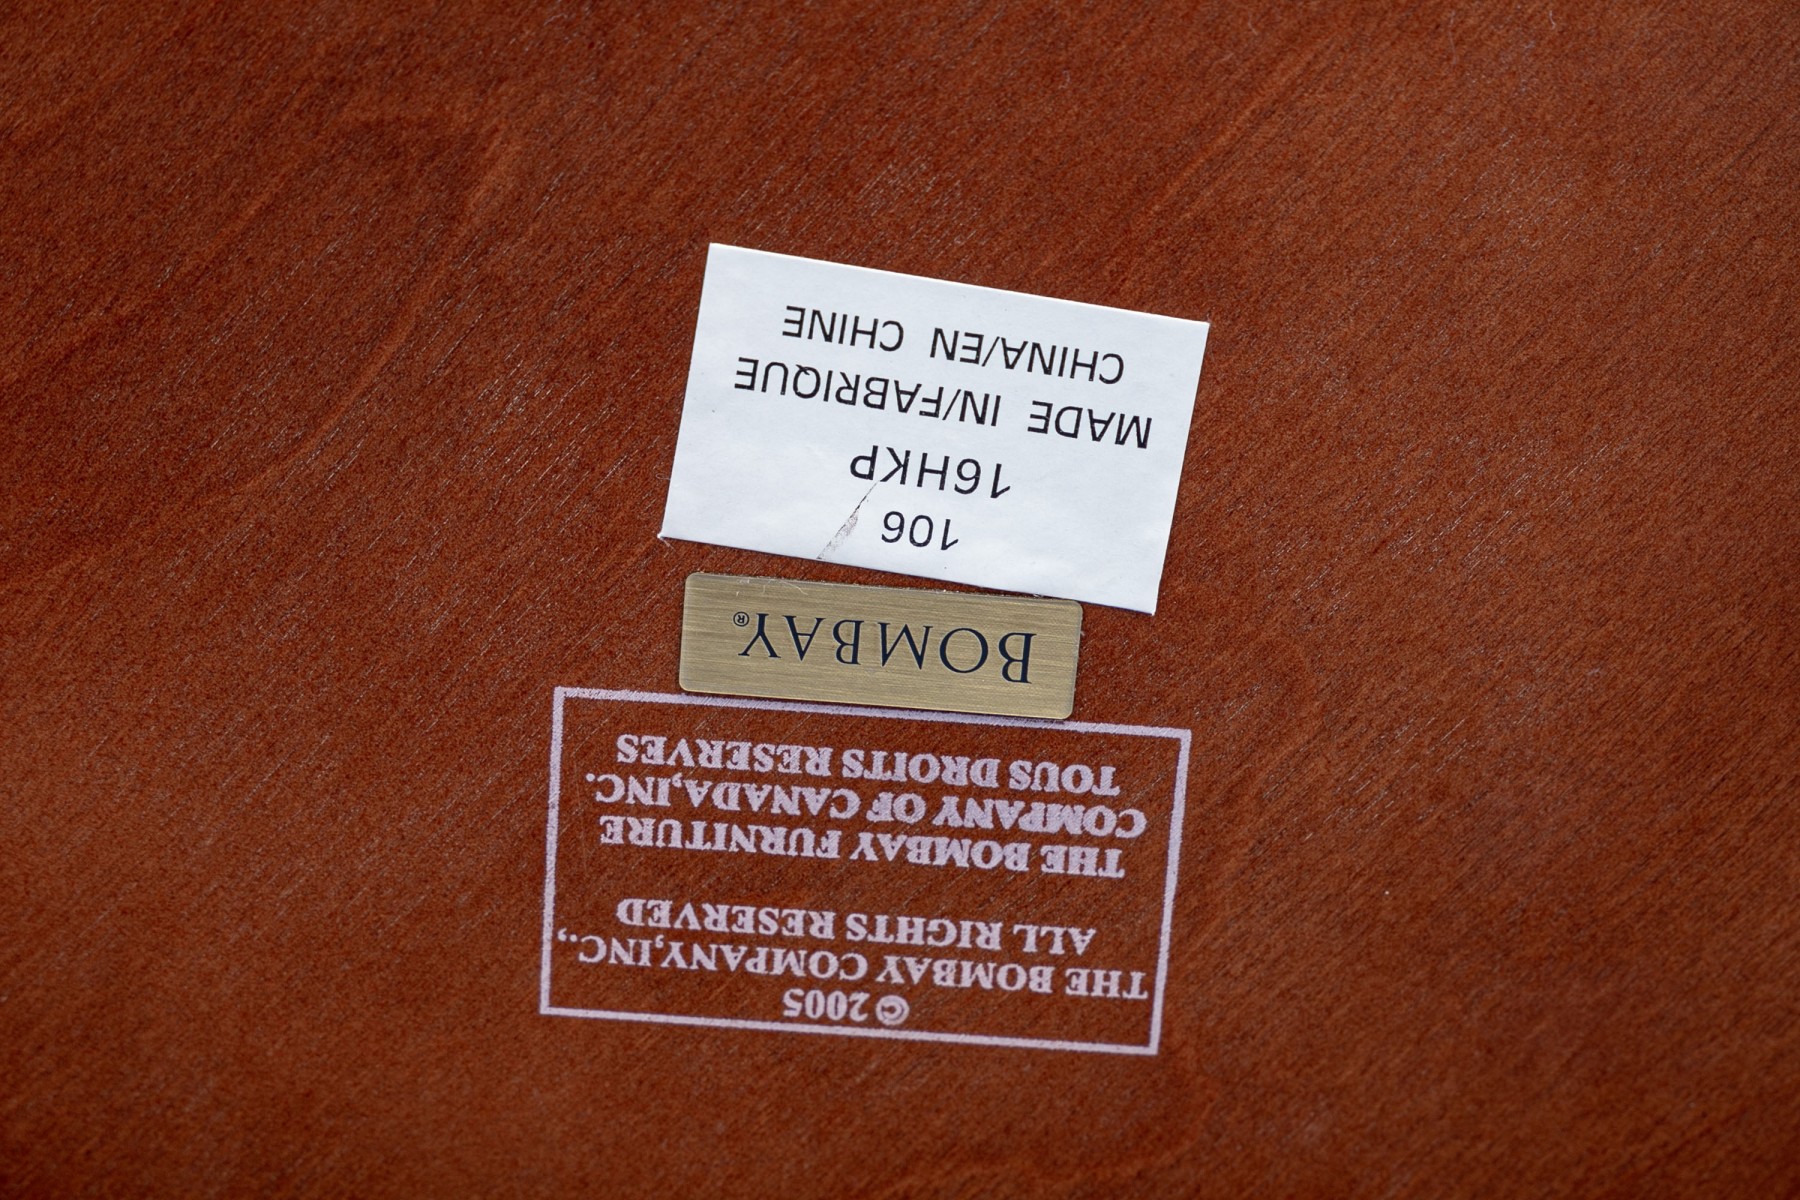 © 2005
THE BOMBAY COMPANY,INC.,
ALL RIGHTS RESERVED
THE BOMBAY FURNITURE
COMPANY OF CANADA,INC.
TOUS DROITS RESERVES
BOMBAY®
106
16HKP
MADE IN/FABRIQUE
CHINA/EN CHINE